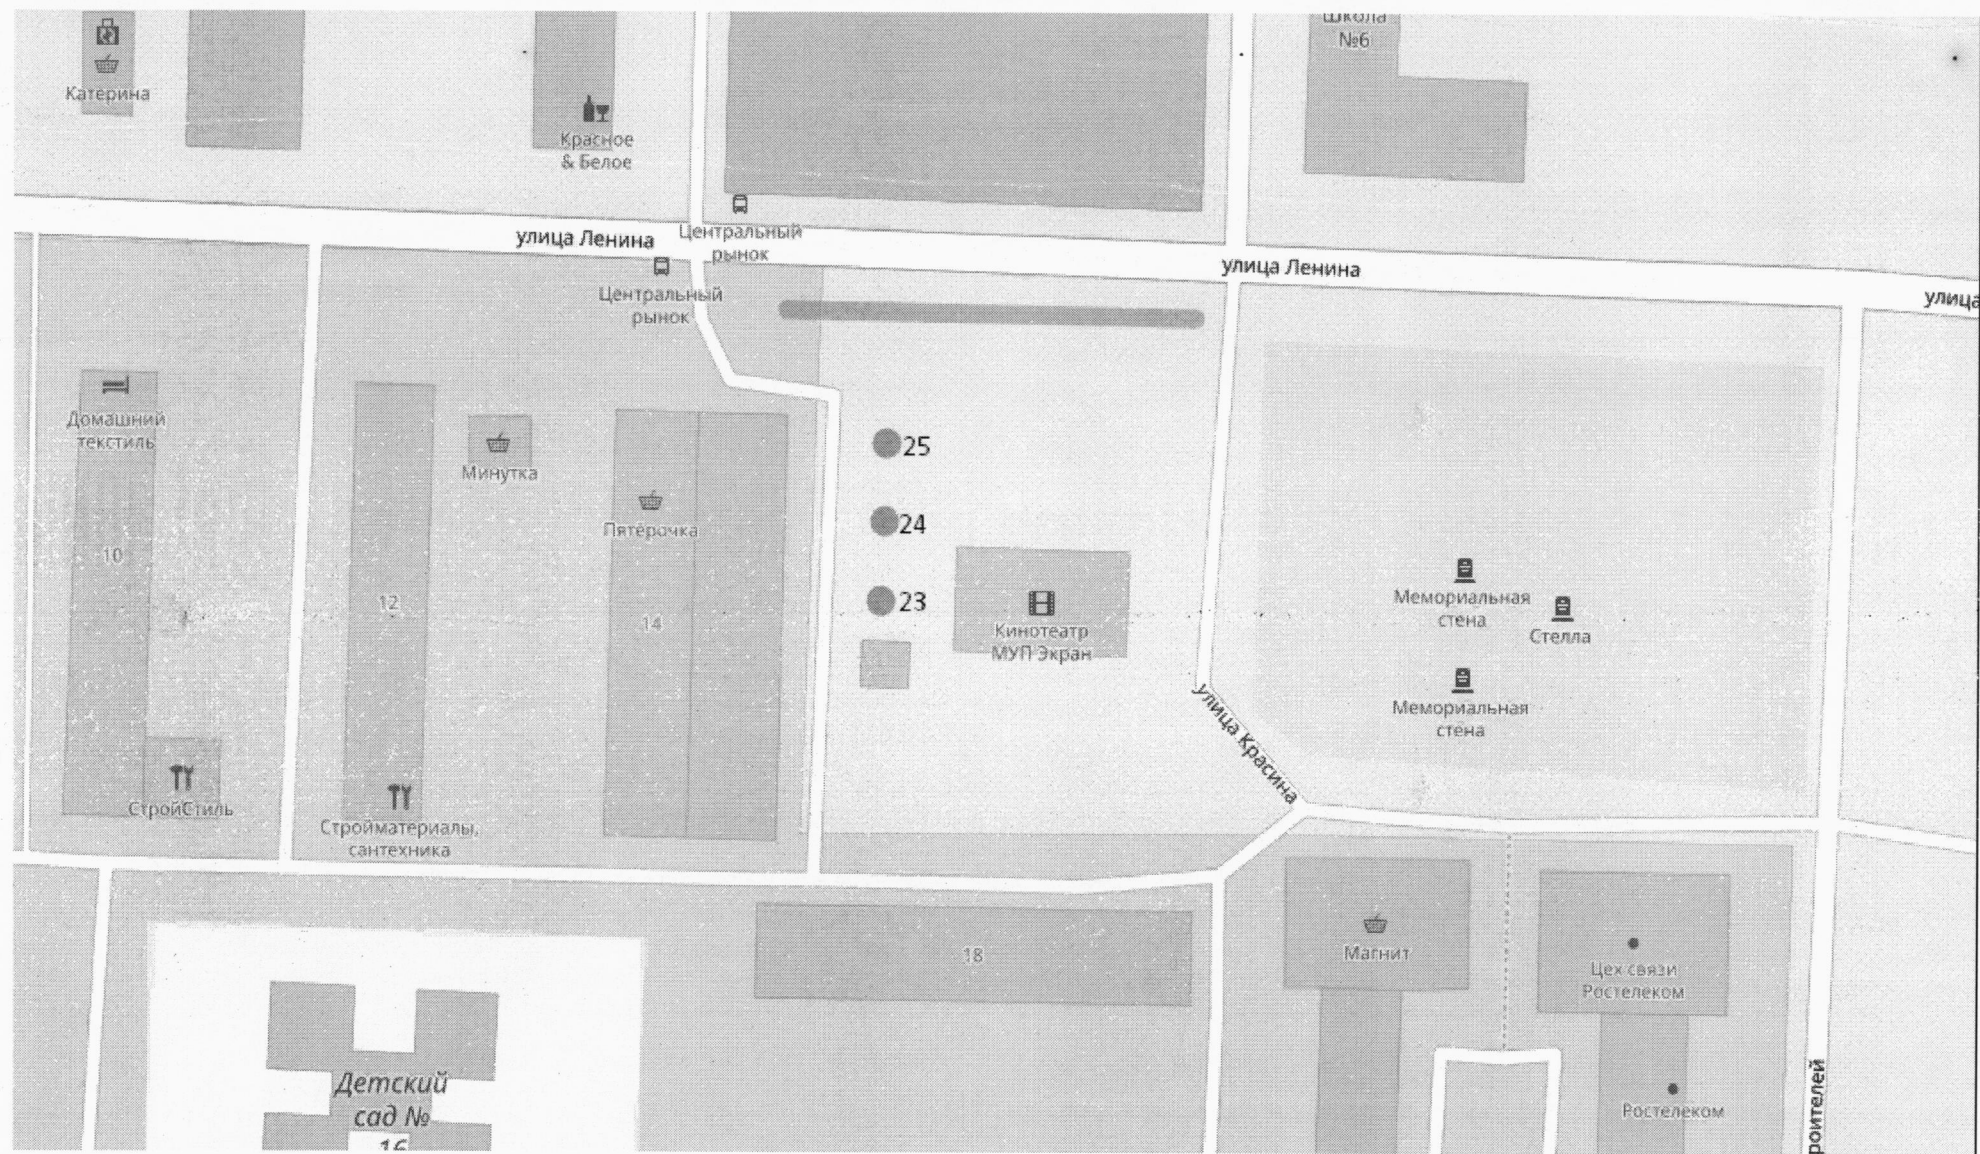 Школа
№6
Катерина
Красное
& Белое
улица Ленина
Центральный
рынок
улица Ленина
улица
Центральный
рынок
Домашний
текстиль
25
Минутка
24
Пятёрочка
10
12
14
23
Кинотеатр
МУП Экран
Мемориальная
стена
Стелла
Мемориальная
стена
улица Красина
СтройСтиль
Стройматериалы,
сантехника
18
Магнит
Цех связи
Ростелеком
Детский
сад №
16
Ростелеком
роителей